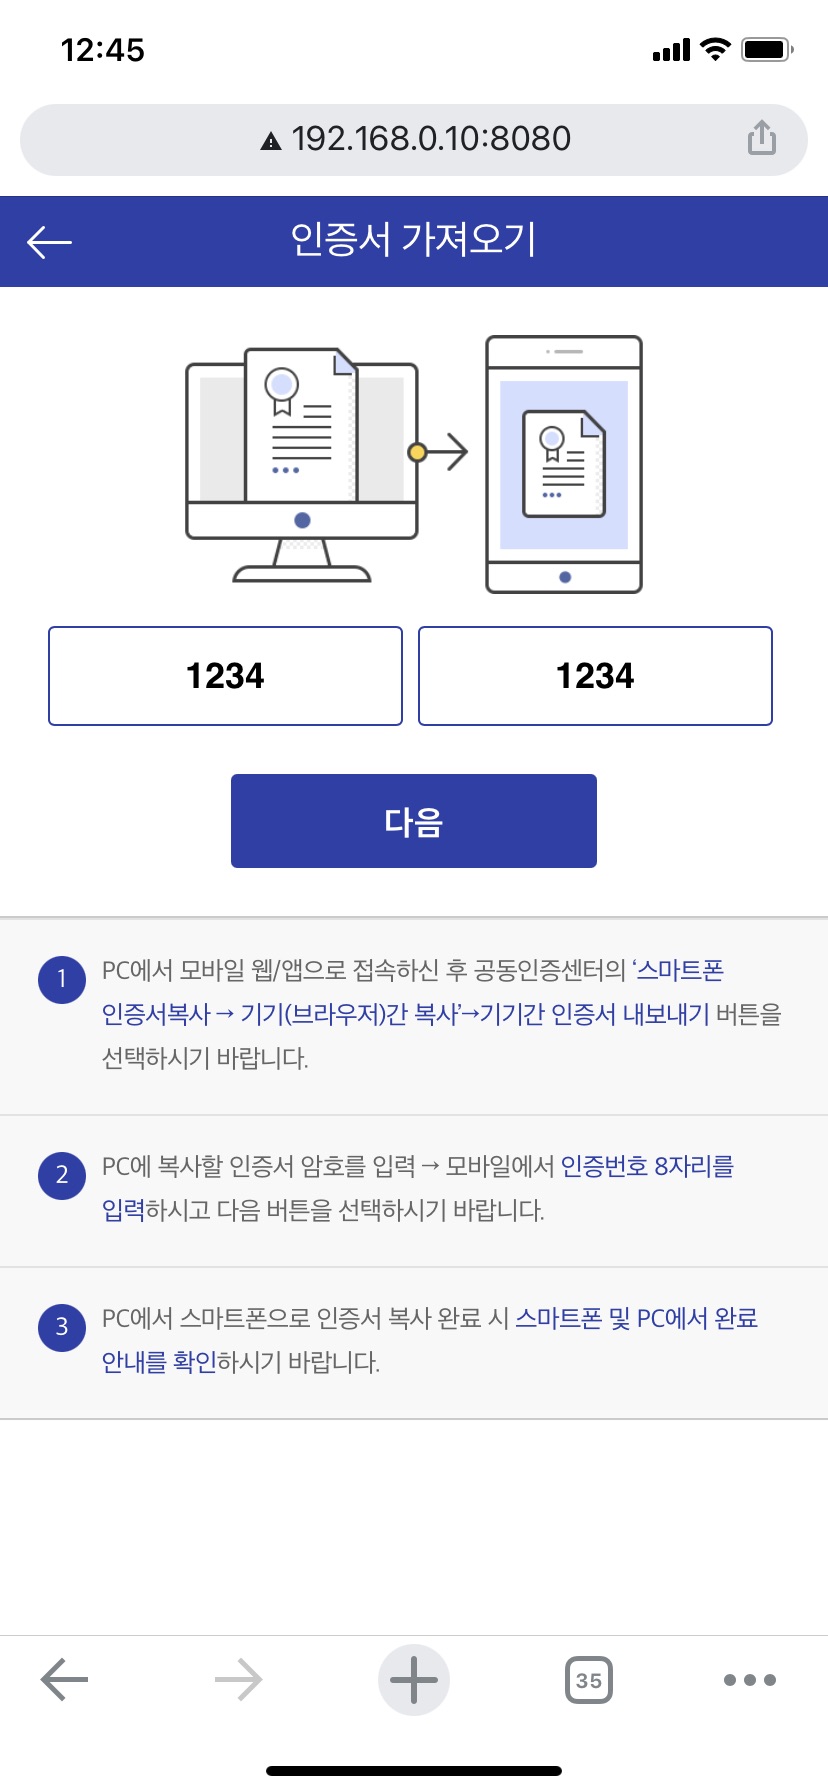 12:45
192.168.0.10:8080
인증서 가져오기
1234
1234
다음
1 PC에서 모바일 웹/앱으로 접속하신 후 공동인증센터의 ‘스마트폰
인증서복사 → 기기(브라우저)간 복사’→기기간 인증서 내보내기 버튼을
선택하시기 바랍니다.
2 PC에 복사할 인증서 암호를 입력 → 모바일에서 인증번호 8자리를
입력하시고 다음 버튼을 선택하시기 바랍니다.
3 PC에서 스마트폰으로 인증서 복사 완료 시 스마트폰 및 PC에서 완료
안내를 확인하시기 바랍니다.
35